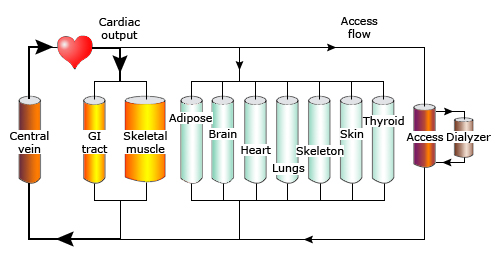 Cardiac
output
Access
flow
Central
vein
GI
tract
Skeletal
muscle
Adipose
Brain
Heart
Lungs
Skeleton
Skin
Thyroid
Access
Dialyzer